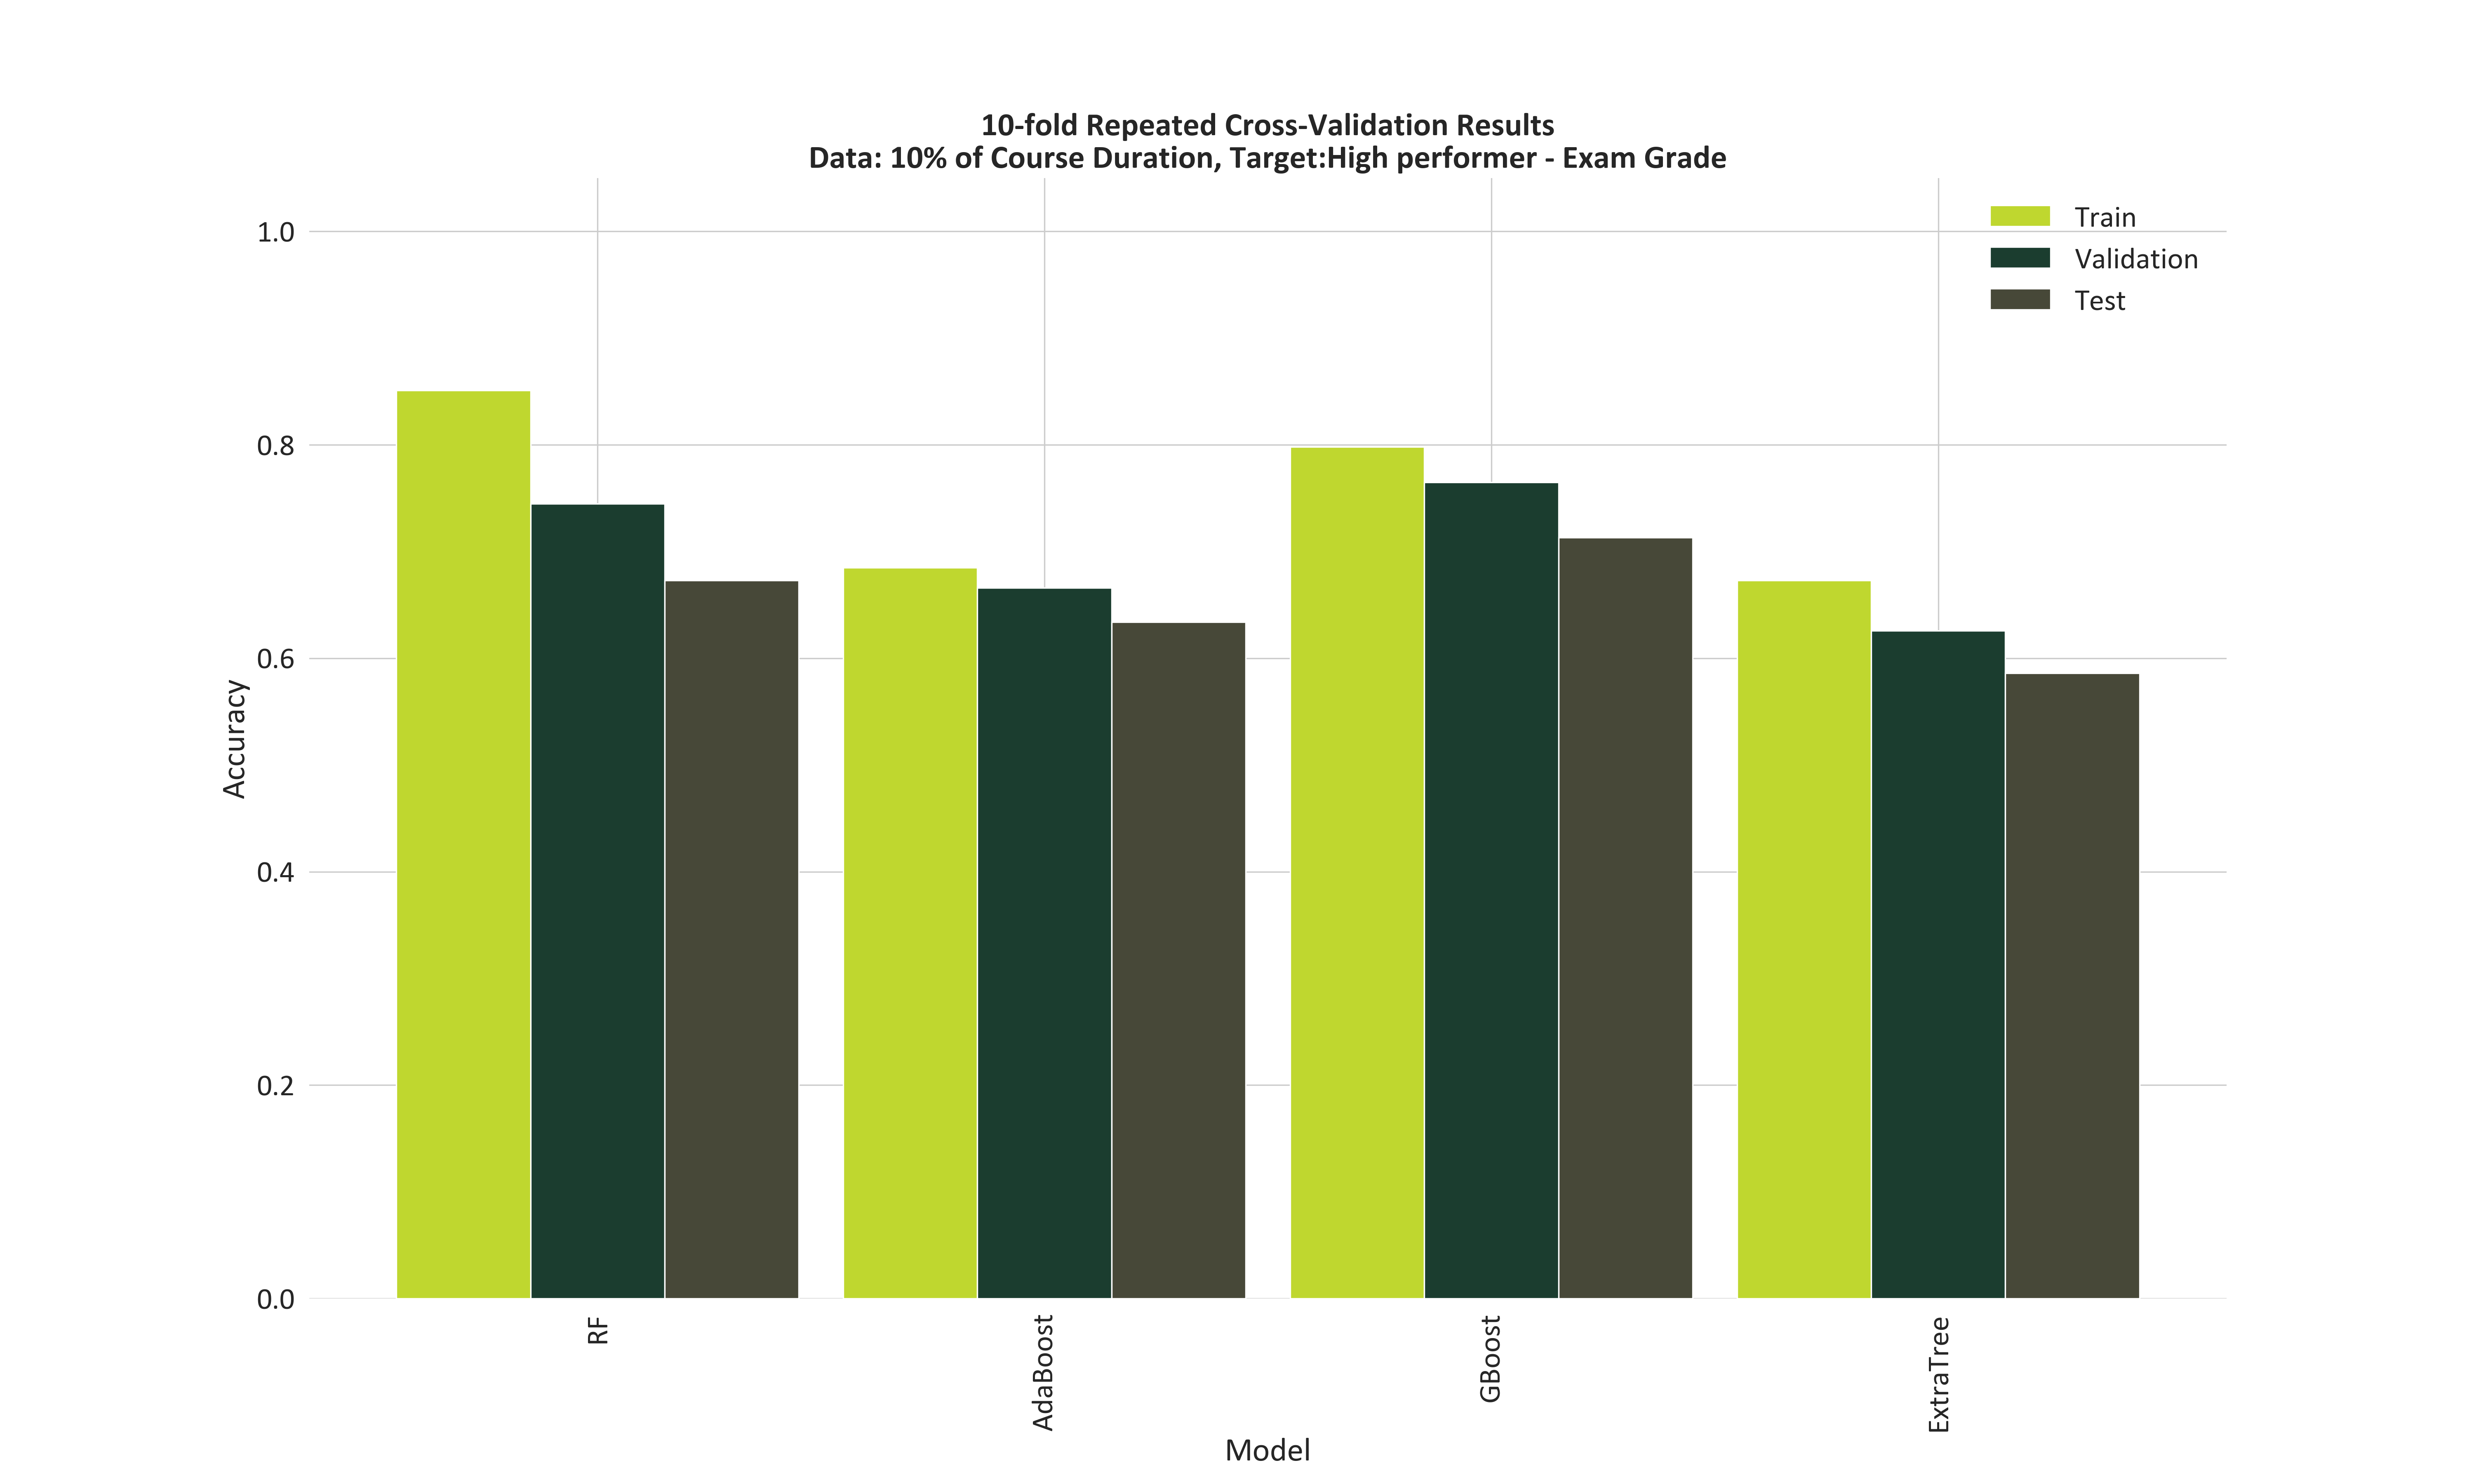 10-fold Repeated Cross-Validation Results
Data: 10% of Course Duration, Target:High performer - Exam Grade
Train
Validation
Test
1.0
0.8
0.6
0.4
0.2
0.0
Accuracy
RF
AdaBoost
GBoost
ExtraTree
Model